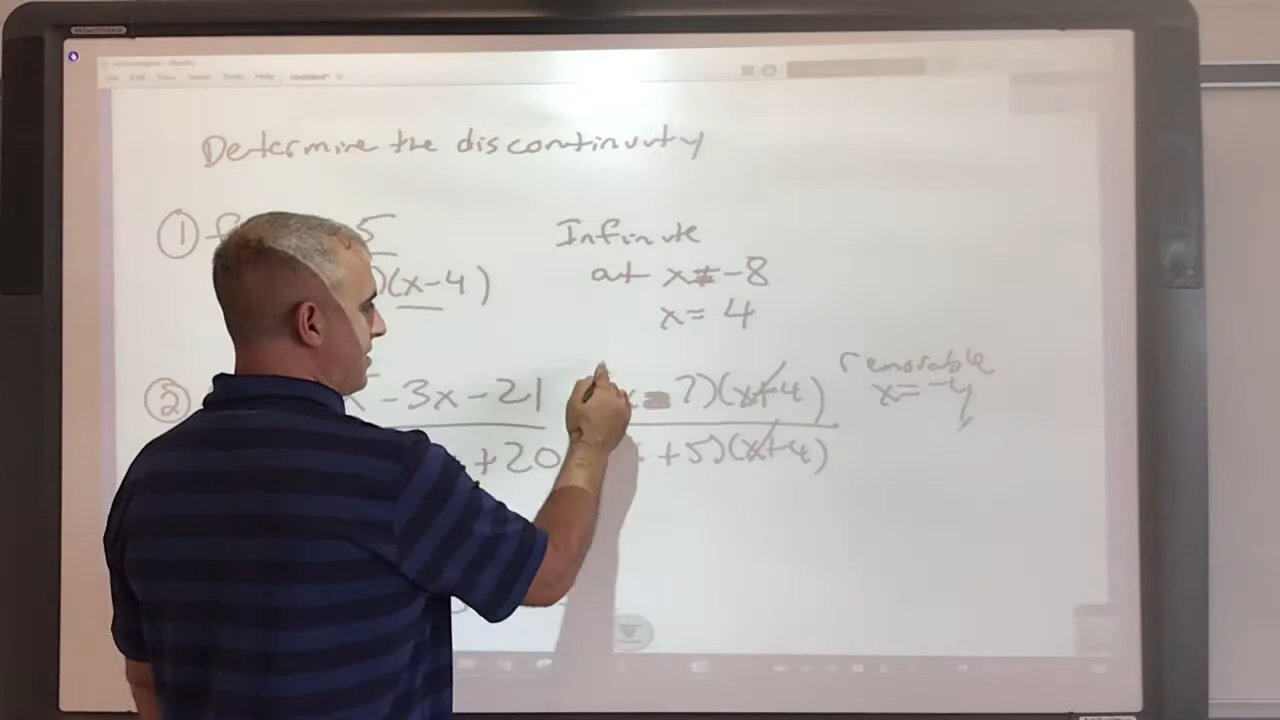 Determine the discontinuity
① f 5
)(x-4)
Infinite
at x=-8
x=4
② - 3x - 21
+20
x-7)(x+4)
+5)(x+4)
removable
x=-4
Help